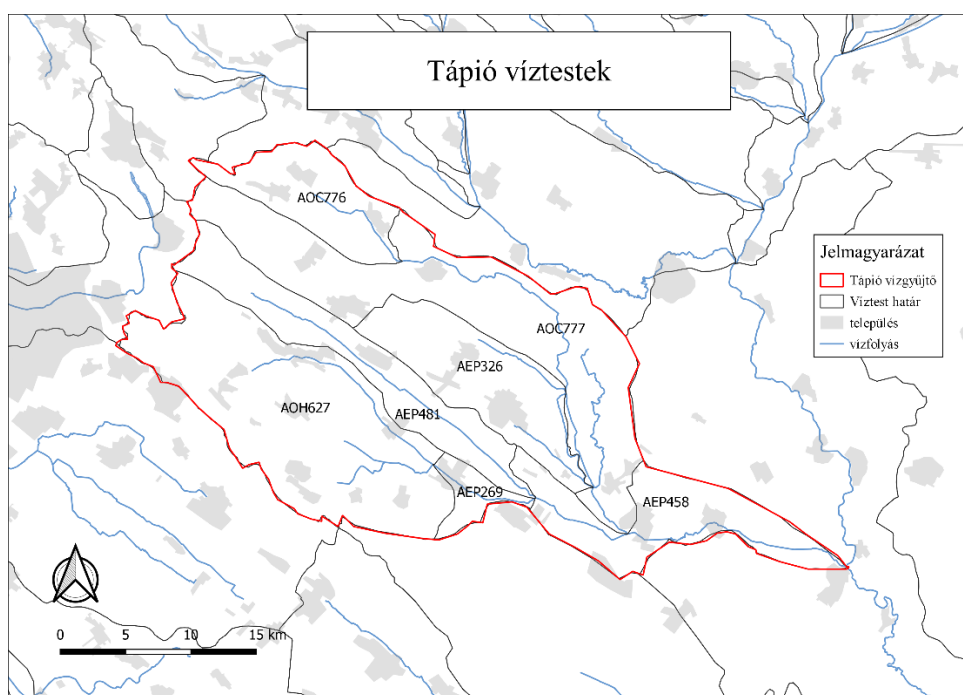 Tápió víztestek
AOC776
AOC777
AEP326
AOH627
AEP481
AEP269
AEP458
Jelmagyarázat
Tápió vízgyűjtő
Víztest határ
település
vízfolyás
0 5 10 15 km